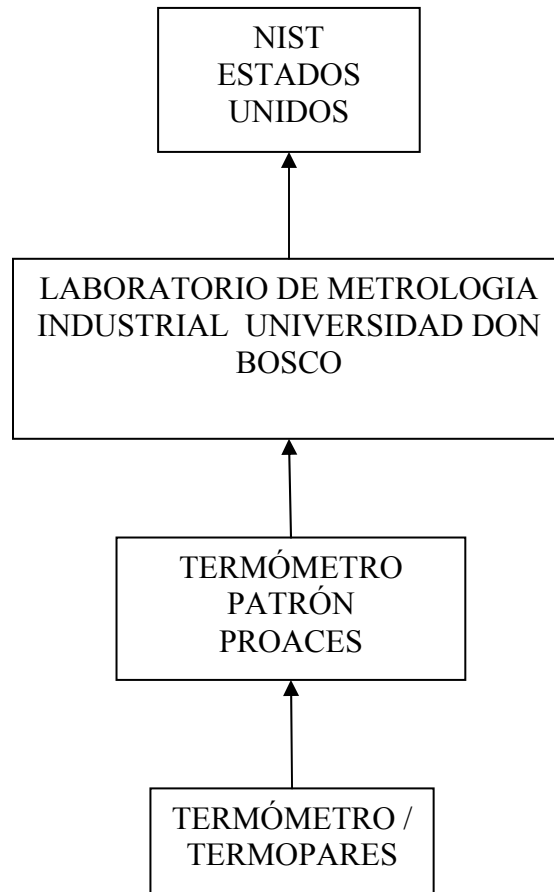 NIST
ESTADOS
UNIDOS
LABORATORIO DE METROLOGIA
INDUSTRIAL UNIVERSIDAD DON
BOSCO
TERMÓMETRO
PATRÓN
PROACES
TERMÓMETRO /
TERMOPARES